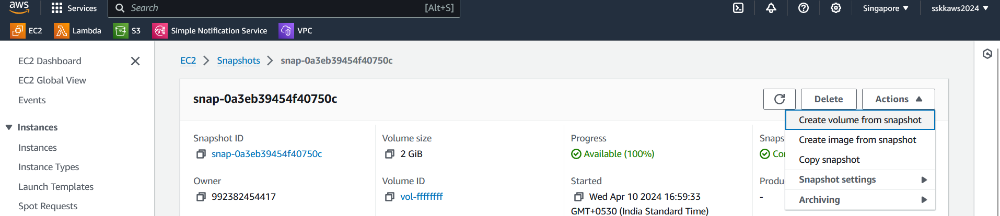 aws
Services
Search
[Alt+S]
Singapore
sskkaws2024
EC2
Lambda
S3
Simple Notification Service
VPC
EC2 Dashboard
EC2 Global View
Events
Instances
Instances
Instance Types
Launch Templates
Spot Requests
EC2 > Snapshots > snap-0a3eb39454f40750c
snap-0a3eb39454f40750c
Delete
Actions
Create volume from snapshot
Create image from snapshot
Copy snapshot
Snapshot settings
Archiving
Snapshot ID
snap-0a3eb39454f40750c
Volume size
2 GiB
Progress
Available (100%)
Owner
992382454417
Volume ID
vol-ffffffff
Started
Wed Apr 10 2024 16:59:33
GMT+0530 (India Standard Time)
-